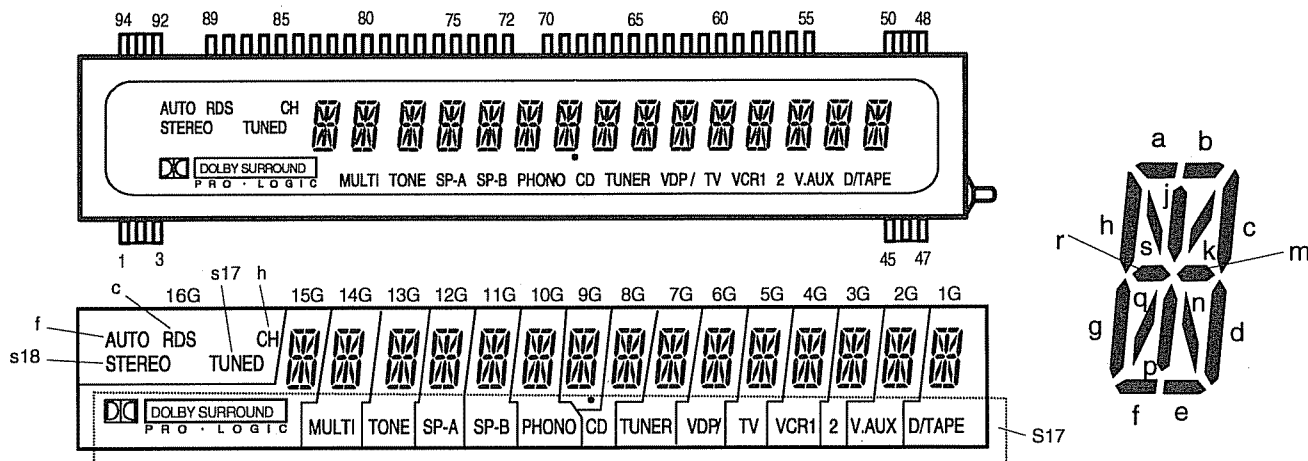 94 92 89 85 80 75 72 70 65 60 55 50 48
AUTO RDS CH
STEREO TUNED
DOLBY SURROUND
PRO · LOGIC
MULTI TONE SP-A SP-B PHONO CD TUNER VDP/ TV VCR1 2 V.AUX D/TAPE
1 3 45 47
c s17 h
16G 15G 14G 13G 12G 11G 10G 9G 8G 7G 6G 5G 4G 3G 2G 1G
f AUTO RDS CH
s18 STEREO TUNED
DOLBY SURROUND
PRO · LOGIC
MULTI TONE SP-A SP-B PHONO CD TUNER VDP/ TV VCR1 2 V.AUX D/TAPE
S17
a b
j
h c
r s k m
q n
g d
p
f e